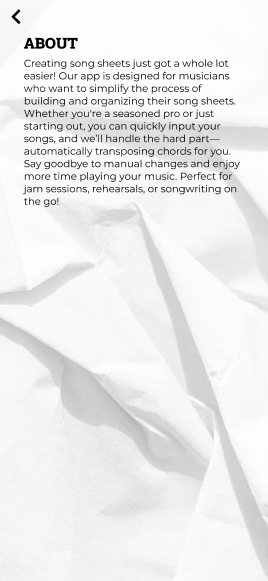 ABOUT
Creating song sheets just got a whole lot
easier! Our app is designed for musicians
who want to simplify the process of
building and organizing their song sheets.
Whether you're a seasoned pro or just
starting out, you can quickly input your
songs, and we'll handle the hard part—
automatically transposing chords for you.
Say goodbye to manual changes and enjoy
more time playing your music. Perfect for
jam sessions, rehearsals, or songwriting on
the go!